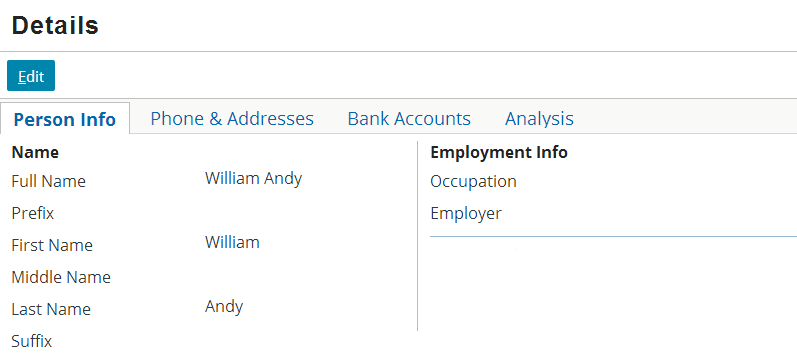 Details
Edit
Person Info Phone & Addresses Bank Accounts Analysis
Name
Full Name William Andy
Prefix
First Name William
Middle Name
Last Name Andy
Suffix
Employment Info
Occupation
Employer